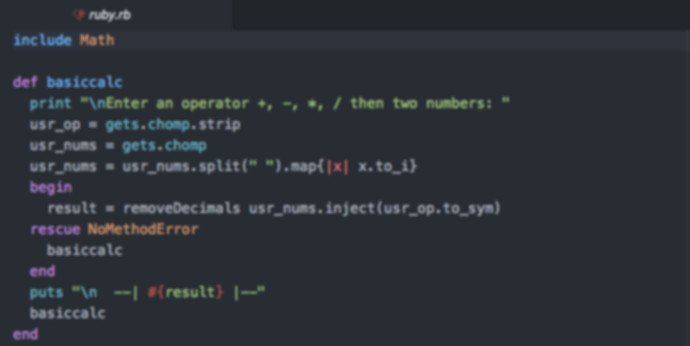 ruby.rb
include Math
def basiccalc
print "\nEnter an operator +, -, *, / then two numbers: "
usr_op = gets.chomp.strip
usr_nums = gets.chomp
usr_nums = usr_nums.split(" ").map{|x| x.to_i}
begin
result = removeDecimals usr_nums.inject(usr_op.to_sym)
rescue NoMethodError
basiccalc
end
puts "\n  --| #{result} |--"
basiccalc
end